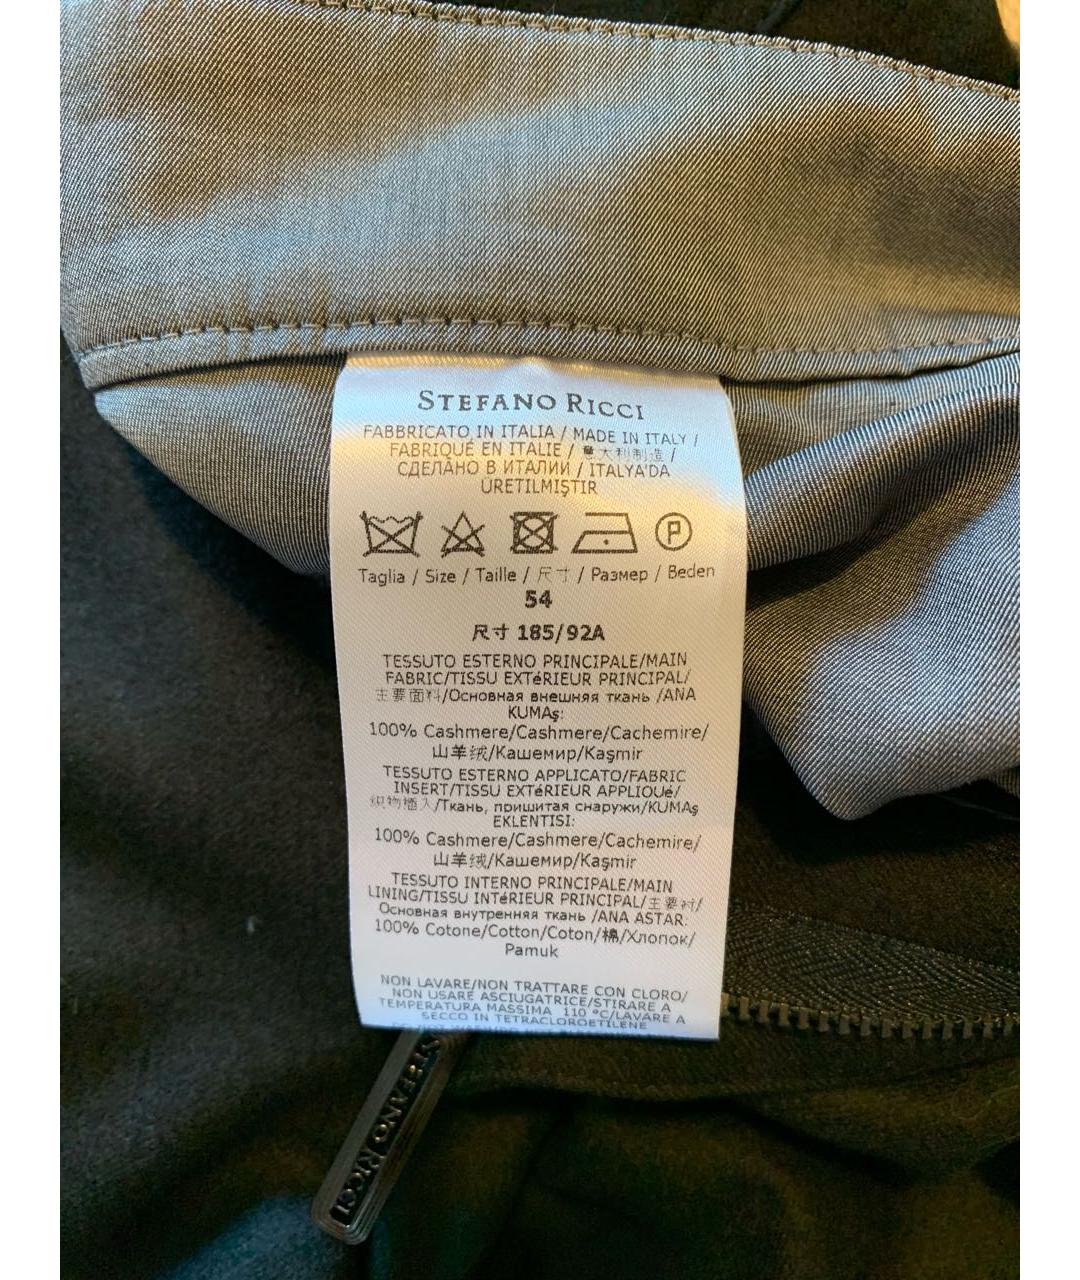 STEFANO RICCI
FABBRICATO IN ITALIA / MADE IN ITALY /
FABRIQUÉ EN ITALIE / 意大利制造 /
СДЕЛАНО В ИТАЛИИ / ITALYA'DA
ÜRETILMIŞTIR
P
Taglia / Size / Taille / 尺寸 / Размер / Beden
54
尺寸 185/92A
TESSUTO ESTERNO PRINCIPALE/MAIN
FABRIC/TISSU EXTéRIEUR PRINCIPAL/
主要面料/Основная внешняя ткань /ANA
KUMAş:
100% Cashmere/Cashmere/Cachemire/
山羊绒/Кашемир/Kaşmir
TESSUTO ESTERNO APPLICATO/FABRIC
INSERT/TISSU EXTéRIEUR APPLIQUé/
织物插入/Ткань, пришитая снаружи/KUMAş
EKLENTISI:
100% Cashmere/Cashmere/Cachemire/
山羊绒/Кашемир/Kaşmir
TESSUTO INTERNO PRINCIPALE/MAIN
LINING/TISSU INTéRIEUR PRINCIPAL/主要衬/
Основная внутренняя ткань /ANA ASTAR:
100% Cotone/Cotton/Coton/棉/Хлопок/
Pamuk
NON LAVARE/NON TRATTARE CON CLORO/
NON USARE ASCIUGATRICE/STIRARE A
TEMPERATURA MASSIMA 110 °C/LAVARE A
SECCO IN TETRACLOROETILENE
STEFANO RICCI